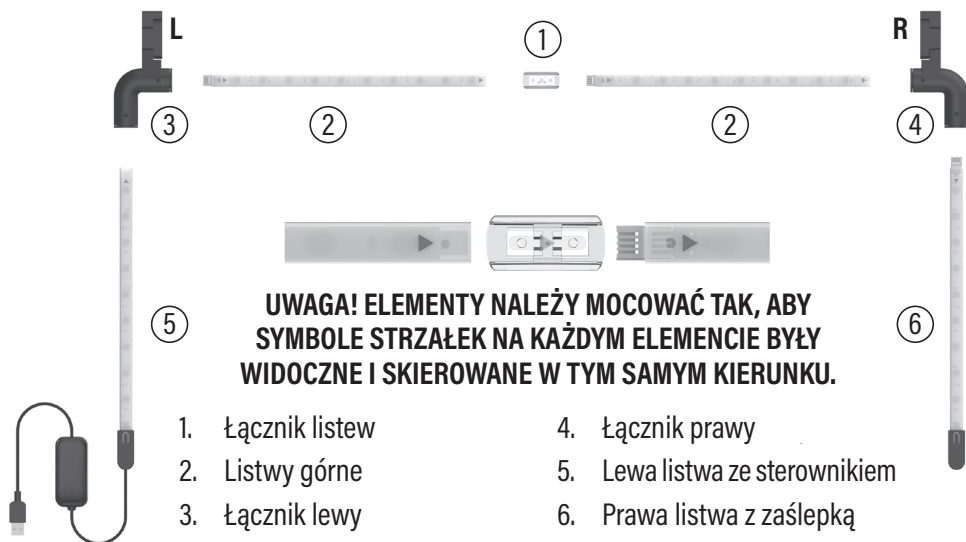 L
R
1
3
2
2
4
5
6
UWAGA! ELEMENTY NALEŻY MOCOWAĆ TAK, ABY
SYMBOLE STRZAŁEK NA KAŻDYM ELEMENCIE BYŁY
WIDOCZNE I SKIEROWANE W TYM SAMYM KIERUNKU.
1. Łącznik listew
2. Listwy górne
3. Łącznik lewy
4. Łącznik prawy
5. Lewa listwa ze sterownikiem
6. Prawa listwa z zaślepką